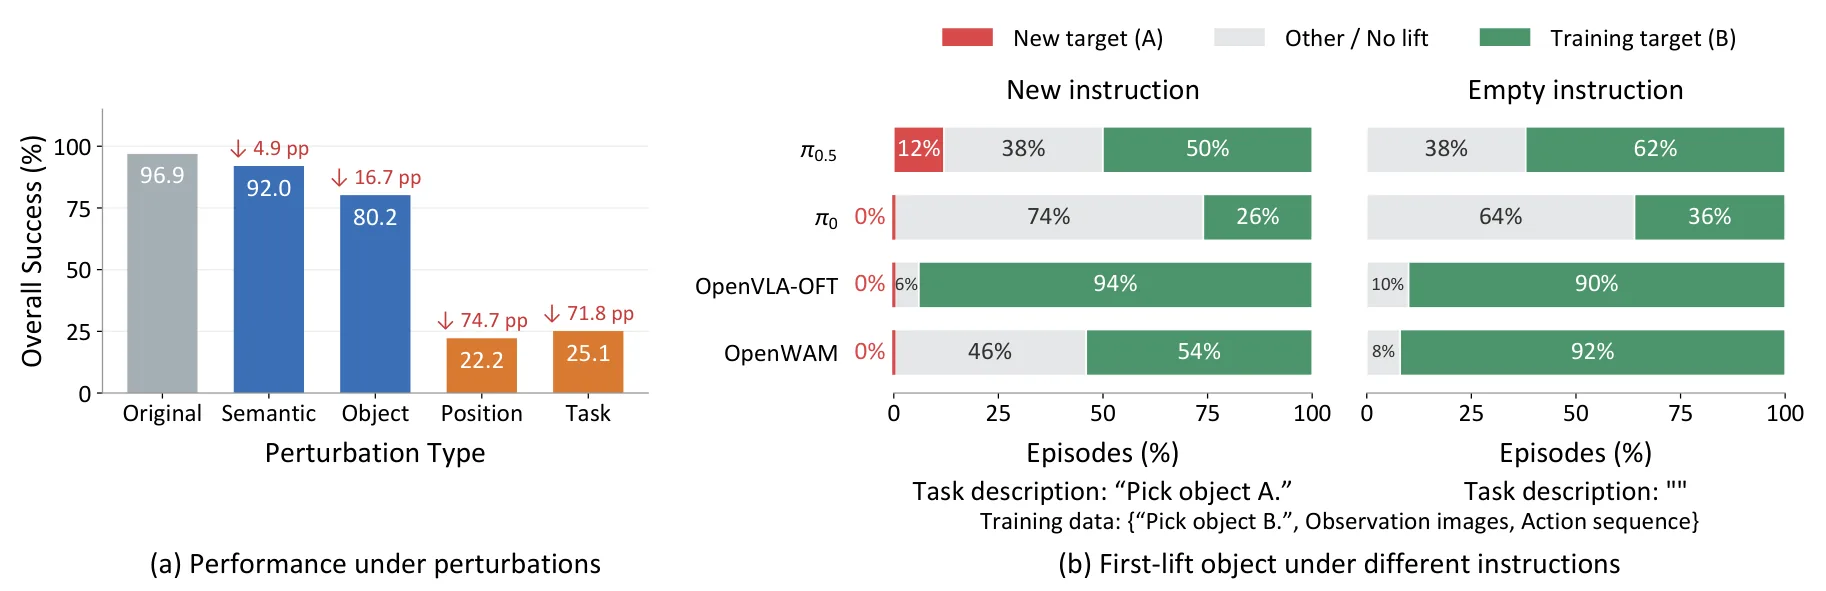 Overall Success (%)
100
75
50
25
0
96.9
↓ 4.9 pp
92.0
↓ 16.7 pp
80.2
↓ 74.7 pp
22.2
↓ 71.8 pp
25.1
Original Semantic Object Position Task
Perturbation Type
(a) Performance under perturbations
New target (A) Other / No lift Training target (B)
New instruction Empty instruction
π0.5 12% 38% 50% 38% 62%
π0 0% 74% 26% 64% 36%
OpenVLA-OFT 0% 6% 94% 10% 90%
OpenWAM 0% 46% 54% 8% 92%
0 25 50 75 100 0 25 50 75 100
Episodes (%) Episodes (%)
Task description: “Pick object A.” Task description: ""
Training data: {“Pick object B.”, Observation images, Action sequence}
(b) First-lift object under different instructions